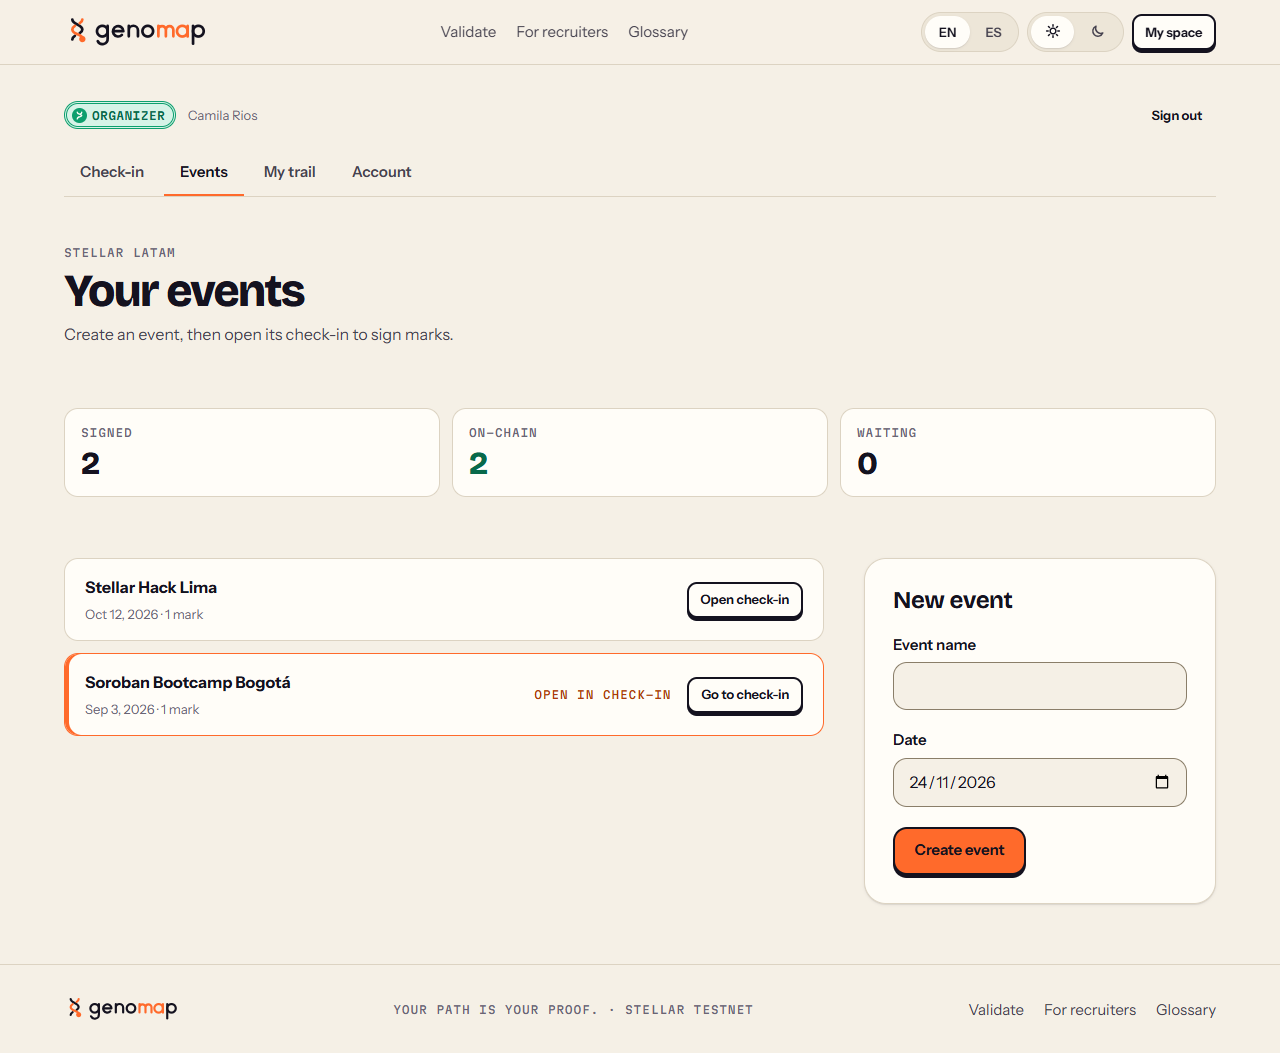 genomap
Validate
For recruiters
Glossary
EN
ES
My space
ORGANIZER
Camila Rios
Sign out
Check-in
Events
My trail
Account
STELLAR LATAM
Your events
Create an event, then open its check-in to sign marks.
SIGNED
2
ON-CHAIN
2
WAITING
0
Stellar Hack Lima
Oct 12, 2026 · 1 mark
Open check-in
Soroban Bootcamp Bogotá
Sep 3, 2026 · 1 mark
OPEN IN CHECK-IN
Go to check-in
New event
Event name
Date
24/11/2026
Create event
genomap
YOUR PATH IS YOUR PROOF. · STELLAR TESTNET
Validate
For recruiters
Glossary